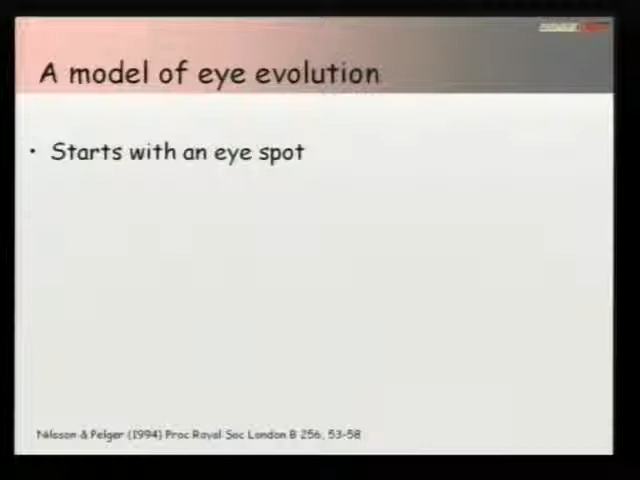 A model of eye evolution
• Starts with an eye spot
Nilsson & Pelger (1994) Proc Royal Soc London B 256, 53-58